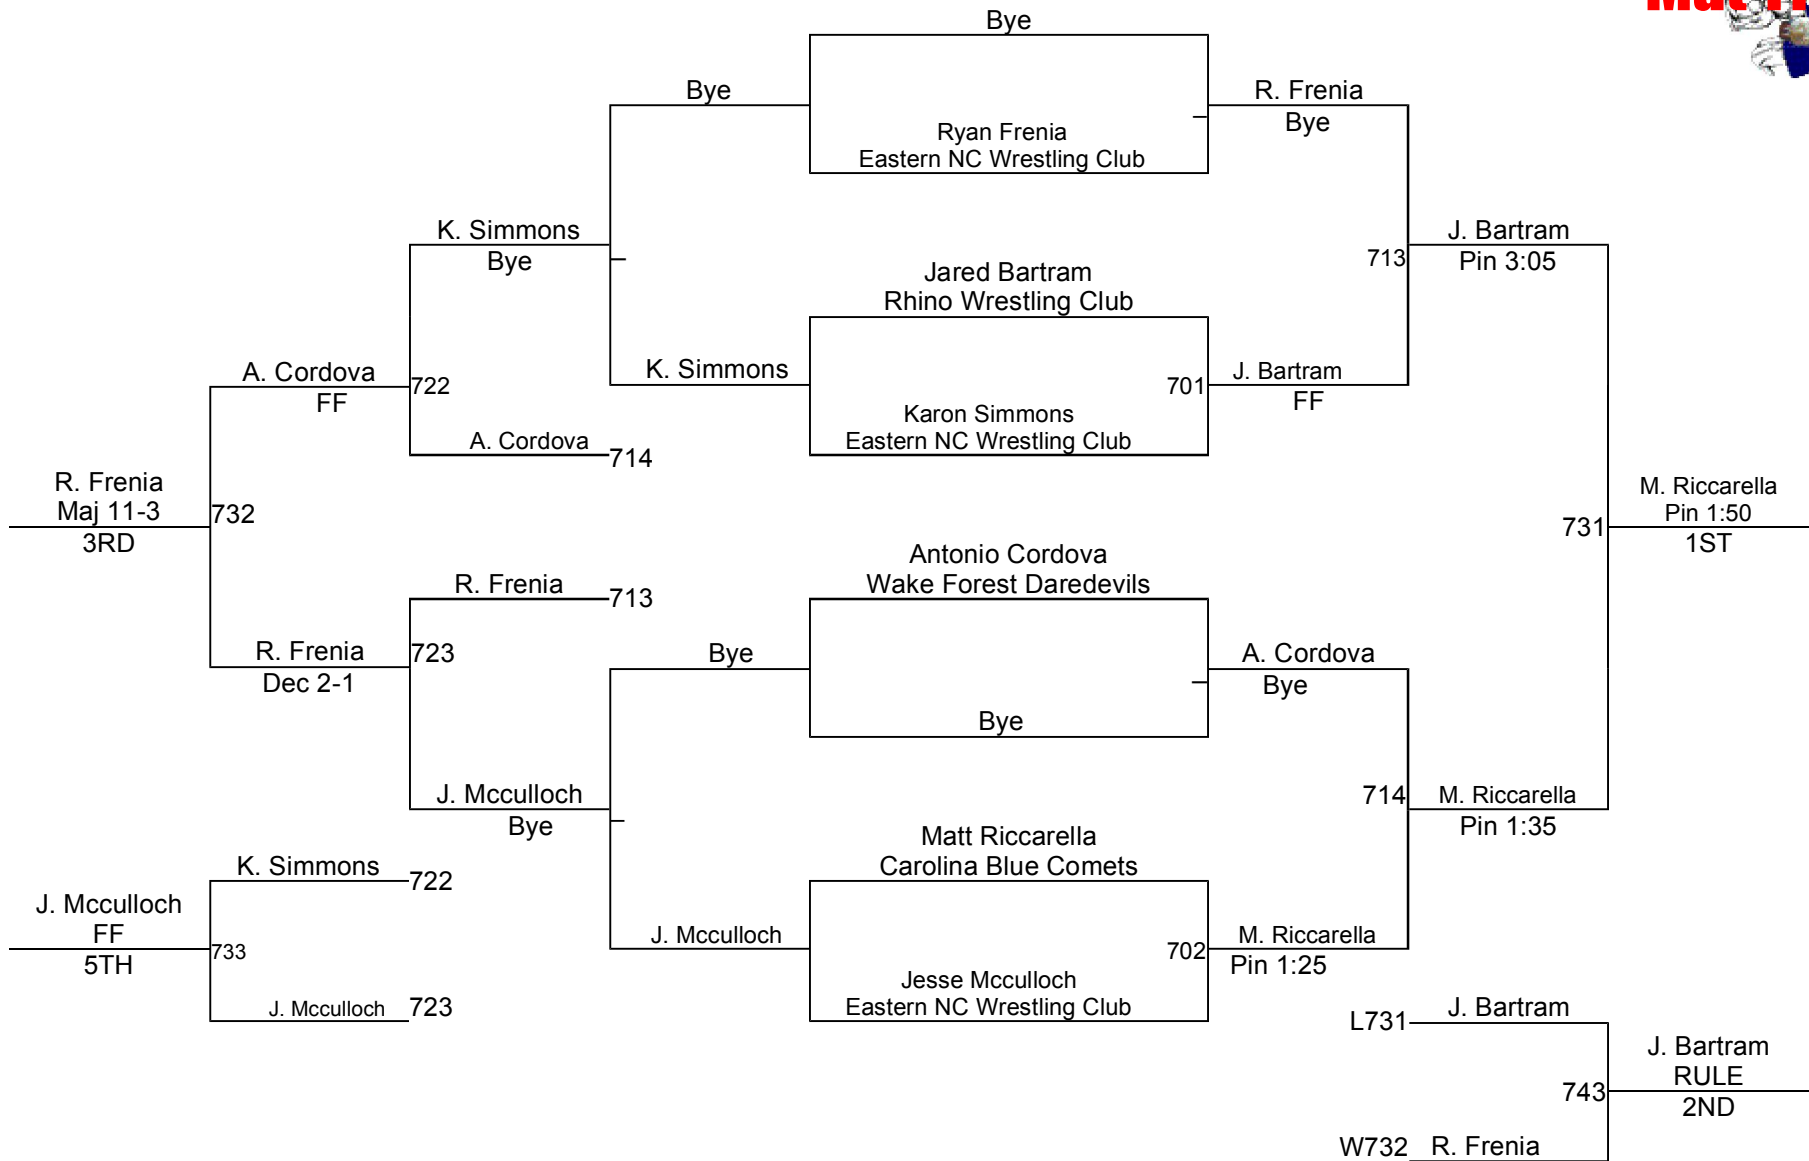 Bye
Bye
R. Frenia
Bye
Ryan Frenia
Eastern NC Wrestling Club
K. Simmons
Bye
J. Bartram
Pin 3:05
713
Jared Bartram
Rhino Wrestling Club
A. Cordova
FF
722
K. Simmons
701
J. Bartram
FF
Karon Simmons
Eastern NC Wrestling Club
A. Cordova
714
R. Frenia
Maj 11-3
3RD
732
M. Riccarella
Pin 1:50
1ST
731
Antonio Cordova
Wake Forest Daredevils
R. Frenia
713
R. Frenia
Dec 2-1
723
Bye
A. Cordova
Bye
Bye
J. Mcculloch
Bye
714
M. Riccarella
Pin 1:35
Matt Riccarella
Carolina Blue Comets
K. Simmons
722
J. Mcculloch
FF
5TH
733
J. Mcculloch
702
M. Riccarella
Pin 1:25
Jesse Mcculloch
Eastern NC Wrestling Club
J. Mcculloch
723
L731
J. Bartram
J. Bartram
RULE
2ND
743
W732
R. Frenia